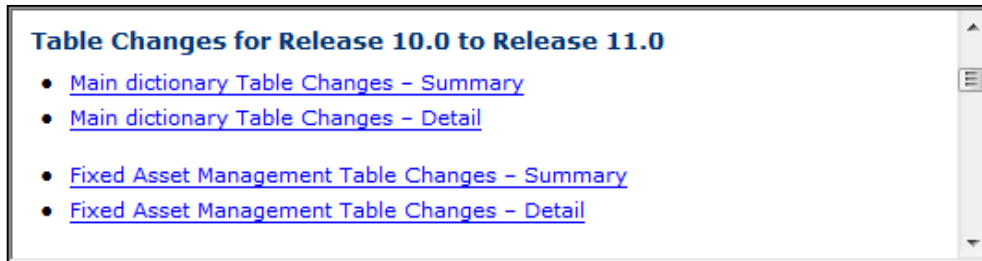 Table Changes for Release 10.0 to Release 11.0
• Main dictionary Table Changes – Summary
• Main dictionary Table Changes – Detail
• Fixed Asset Management Table Changes – Summary
• Fixed Asset Management Table Changes – Detail